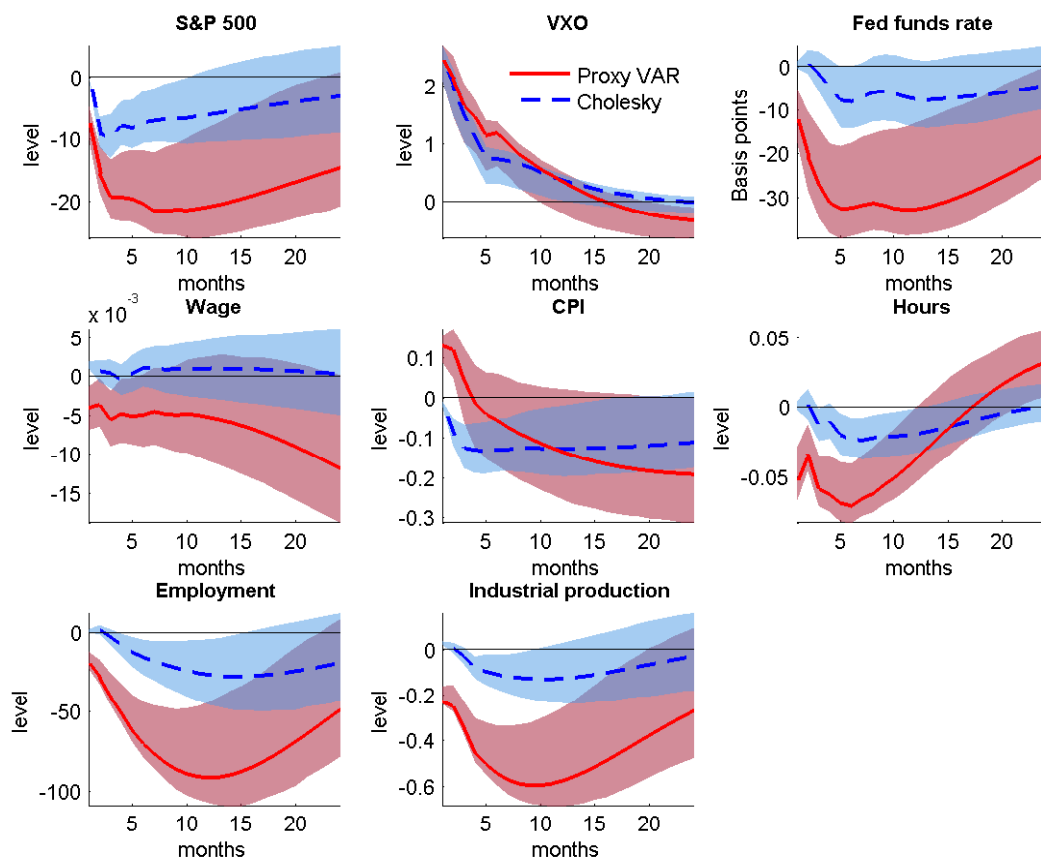 S&P 500
VXO
Fed funds rate
0
-10
-20
level
5 10 15 20
months
2
1
0
level
Proxy VAR
Cholesky
5 10 15 20
months
0
-10
-20
-30
Basis points
5 10 15 20
months
Wage
CPI
Hours
x 10^-3
5
0
-5
-10
-15
level
5 10 15 20
months
0.1
0
-0.1
-0.2
-0.3
level
5 10 15 20
months
0.05
0
-0.05
level
5 10 15 20
months
Employment
Industrial production
0
-50
-100
level
5 10 15 20
months
0
-0.2
-0.4
-0.6
level
5 10 15 20
months